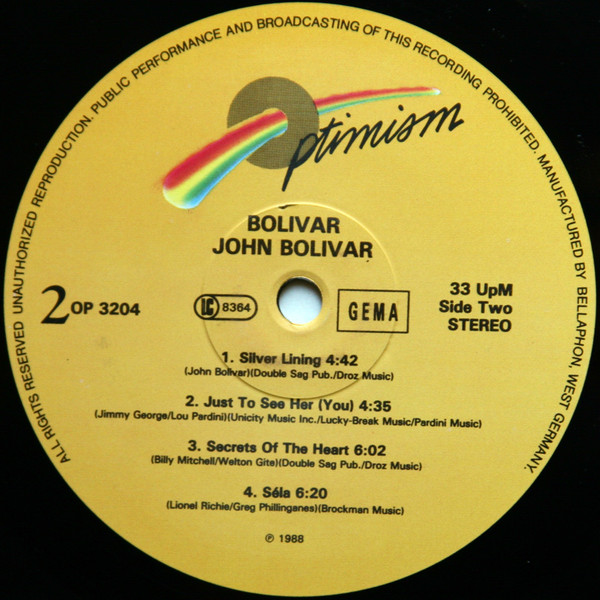 ALL RIGHTS RESERVED UNAUTHORIZED REPRODUCTION. PUBLIC PERFORMANCE AND BROADCASTING OF THIS RECORDING PROHIBITED. MANUFACTURED BY BELLAPHON, WEST GERMANY.
Optimism
BOLIVAR
JOHN BOLIVAR
2 OP 3204
LC 8364
GEMA
33 UpM
Side Two
STEREO
1. Silver Lining 4:42
(John Bolivar)(Double Sag Pub./Droz Music)
2. Just To See Her (You) 4:35
(Jimmy George/Lou Pardini)(Unicity Music Inc./Lucky-Break Music/Pardini Music)
3. Secrets Of The Heart 6:02
(Billy Mitchell/Welton Gite)(Double Sag Pub./Droz Music)
4. Séla 6:20
(Lionel Richie/Greg Phillinganes)(Brockman Music)
℗ 1988